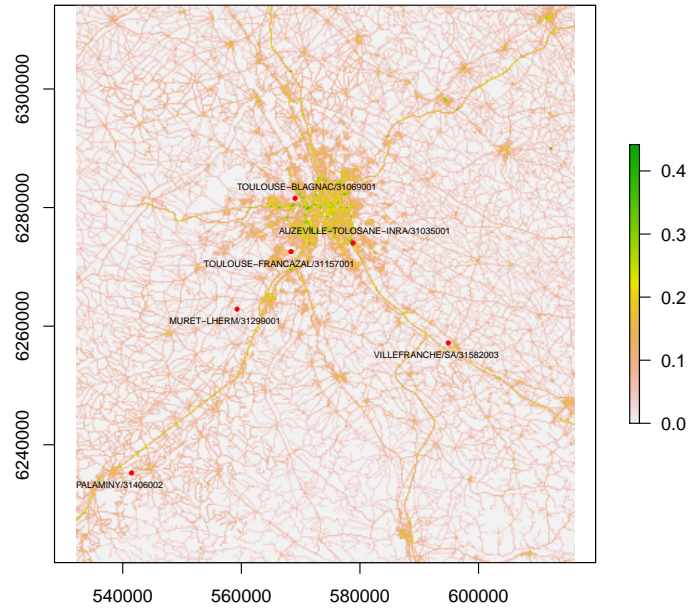 6300000
6280000
6260000
6240000
TOULOUSE−BLAGNAC/31069001
AUZEVILLE−TOLOSANE−INRA/31035001
TOULOUSE−FRANCAZAL/31157001
MURET−LHERM/31299001
VILLEFRANCHE/SA/31582003
PALAMINY/31406002
540000
560000
580000
600000
0.4
0.3
0.2
0.1
0.0